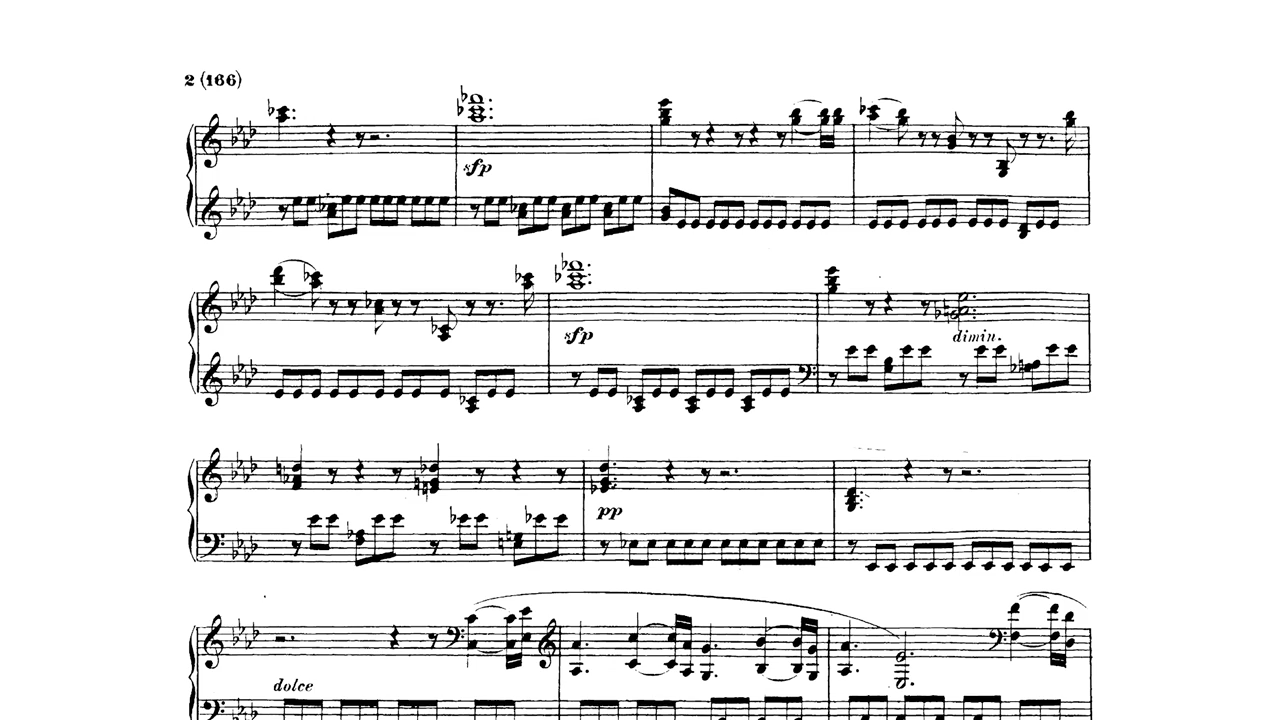 2 (166)
sfp
sfp
dimin.
pp
dolce